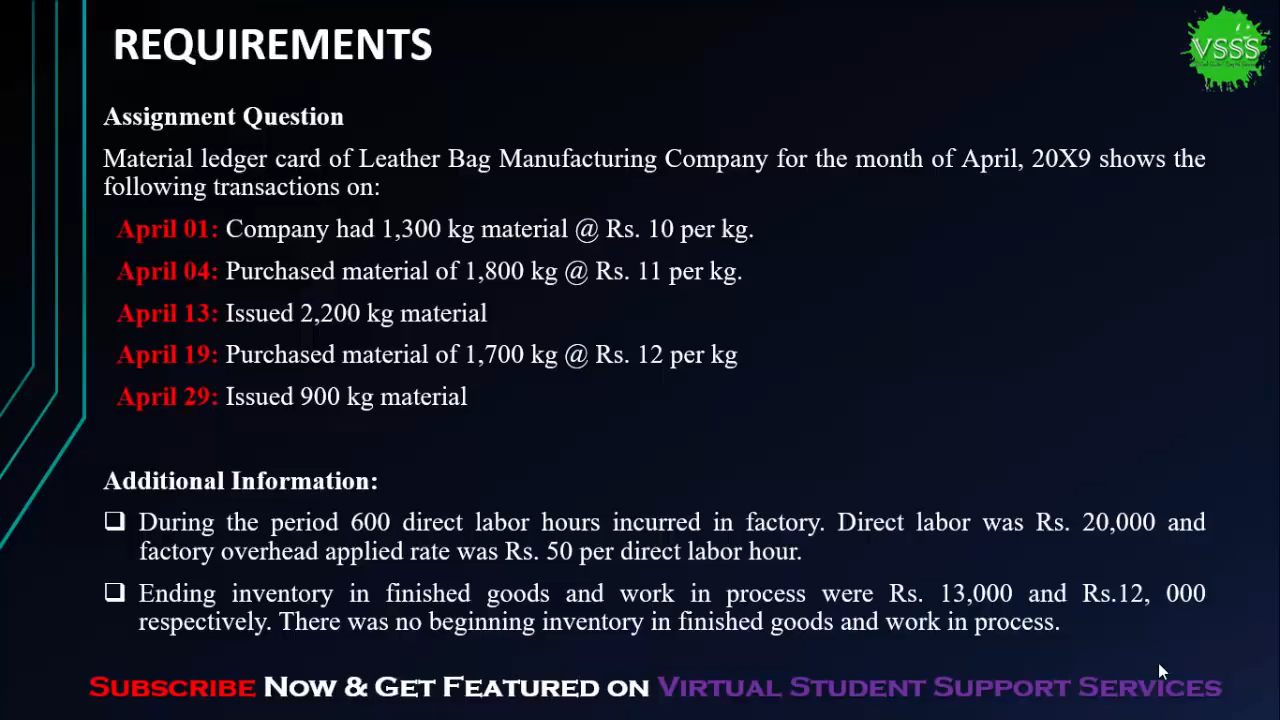 REQUIREMENTS
VSSS
Assignment Question
Material ledger card of Leather Bag Manufacturing Company for the month of April, 20X9 shows the
following transactions on:
April 01: Company had 1,300 kg material @ Rs. 10 per kg.
April 04: Purchased material of 1,800 kg @ Rs. 11 per kg.
April 13: Issued 2,200 kg material
April 19: Purchased material of 1,700 kg @ Rs. 12 per kg
April 29: Issued 900 kg material
Additional Information:
During the period 600 direct labor hours incurred in factory. Direct labor was Rs. 20,000 and
factory overhead applied rate was Rs. 50 per direct labor hour.
Ending inventory in finished goods and work in process were Rs. 13,000 and Rs.12, 000
respectively. There was no beginning inventory in finished goods and work in process.
SUBSCRIBE NOW & GET FEATURED ON VIRTUAL STUDENT SUPPORT SERVICES